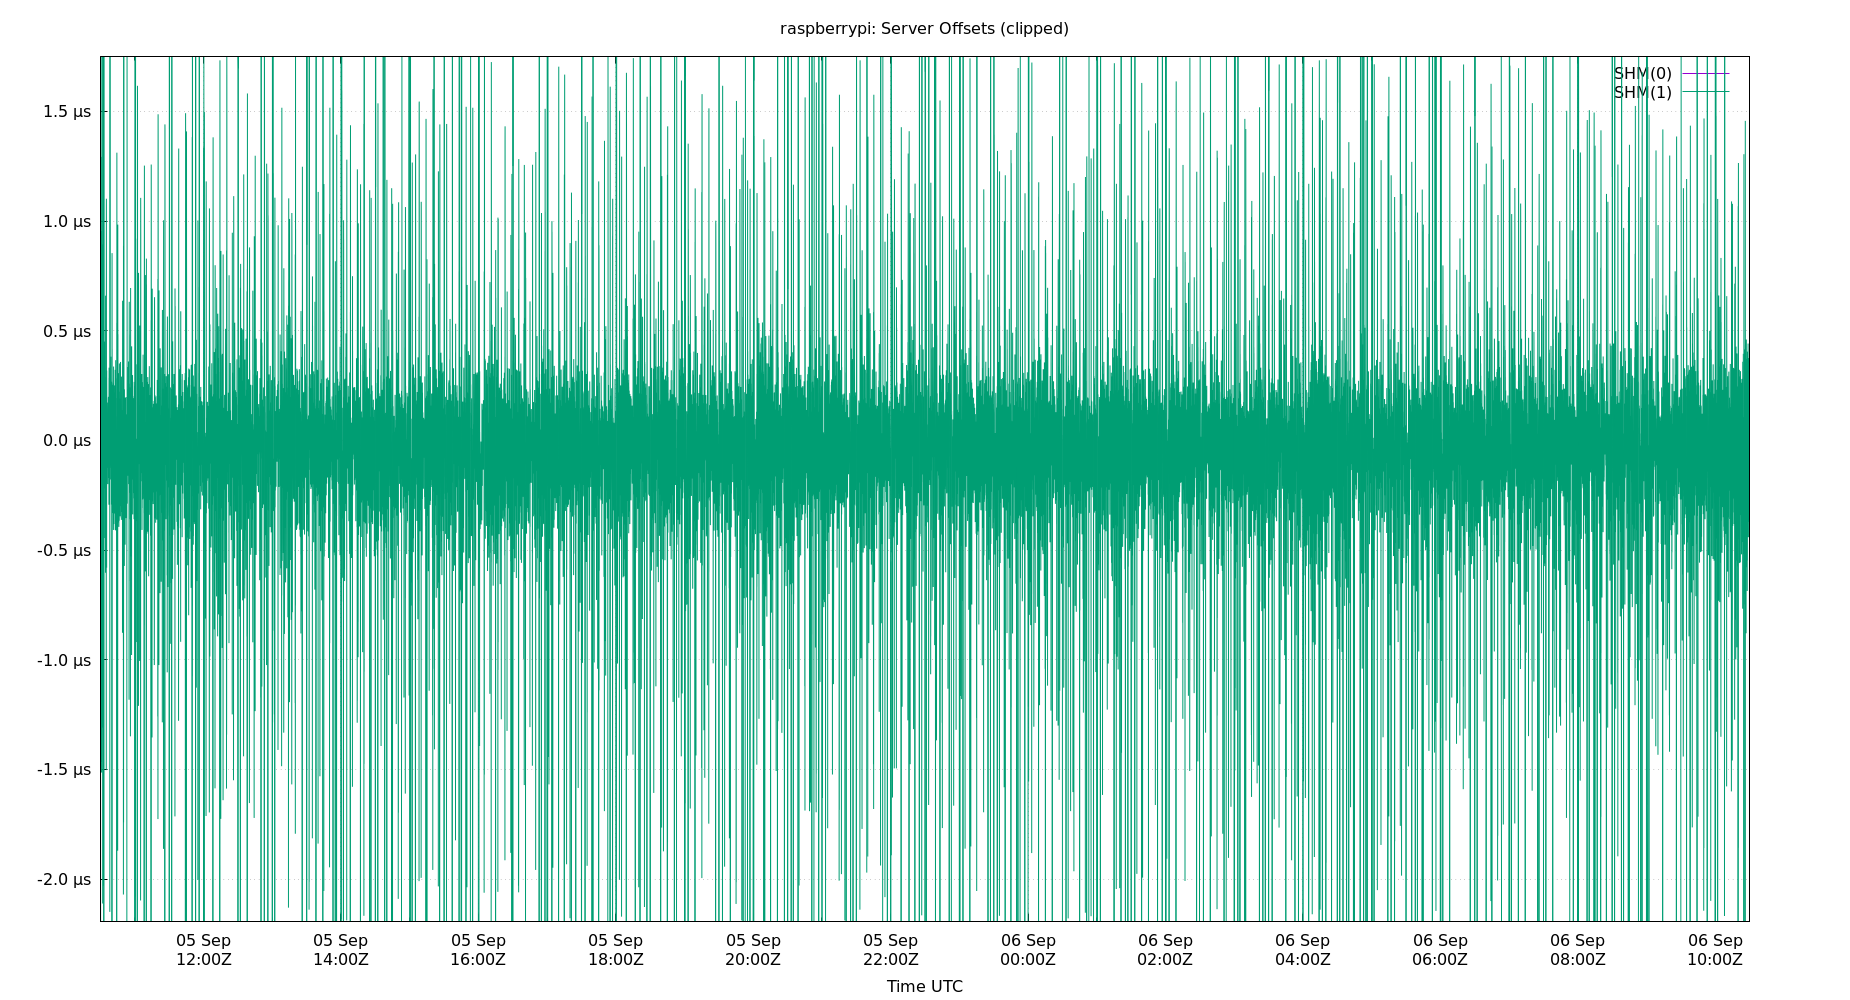 raspberrypi: Server Offsets (clipped)
SHM(0)
SHM(1)
1.5 µs
1.0 µs
0.5 µs
0.0 µs
-0.5 µs
-1.0 µs
-1.5 µs
-2.0 µs
05 Sep 05 Sep 05 Sep 05 Sep 05 Sep 05 Sep 06 Sep 06 Sep 06 Sep 06 Sep 06 Sep 06 Sep
12:00Z 14:00Z 16:00Z 18:00Z 20:00Z 22:00Z 00:00Z 02:00Z 04:00Z 06:00Z 08:00Z 10:00Z
Time UTC